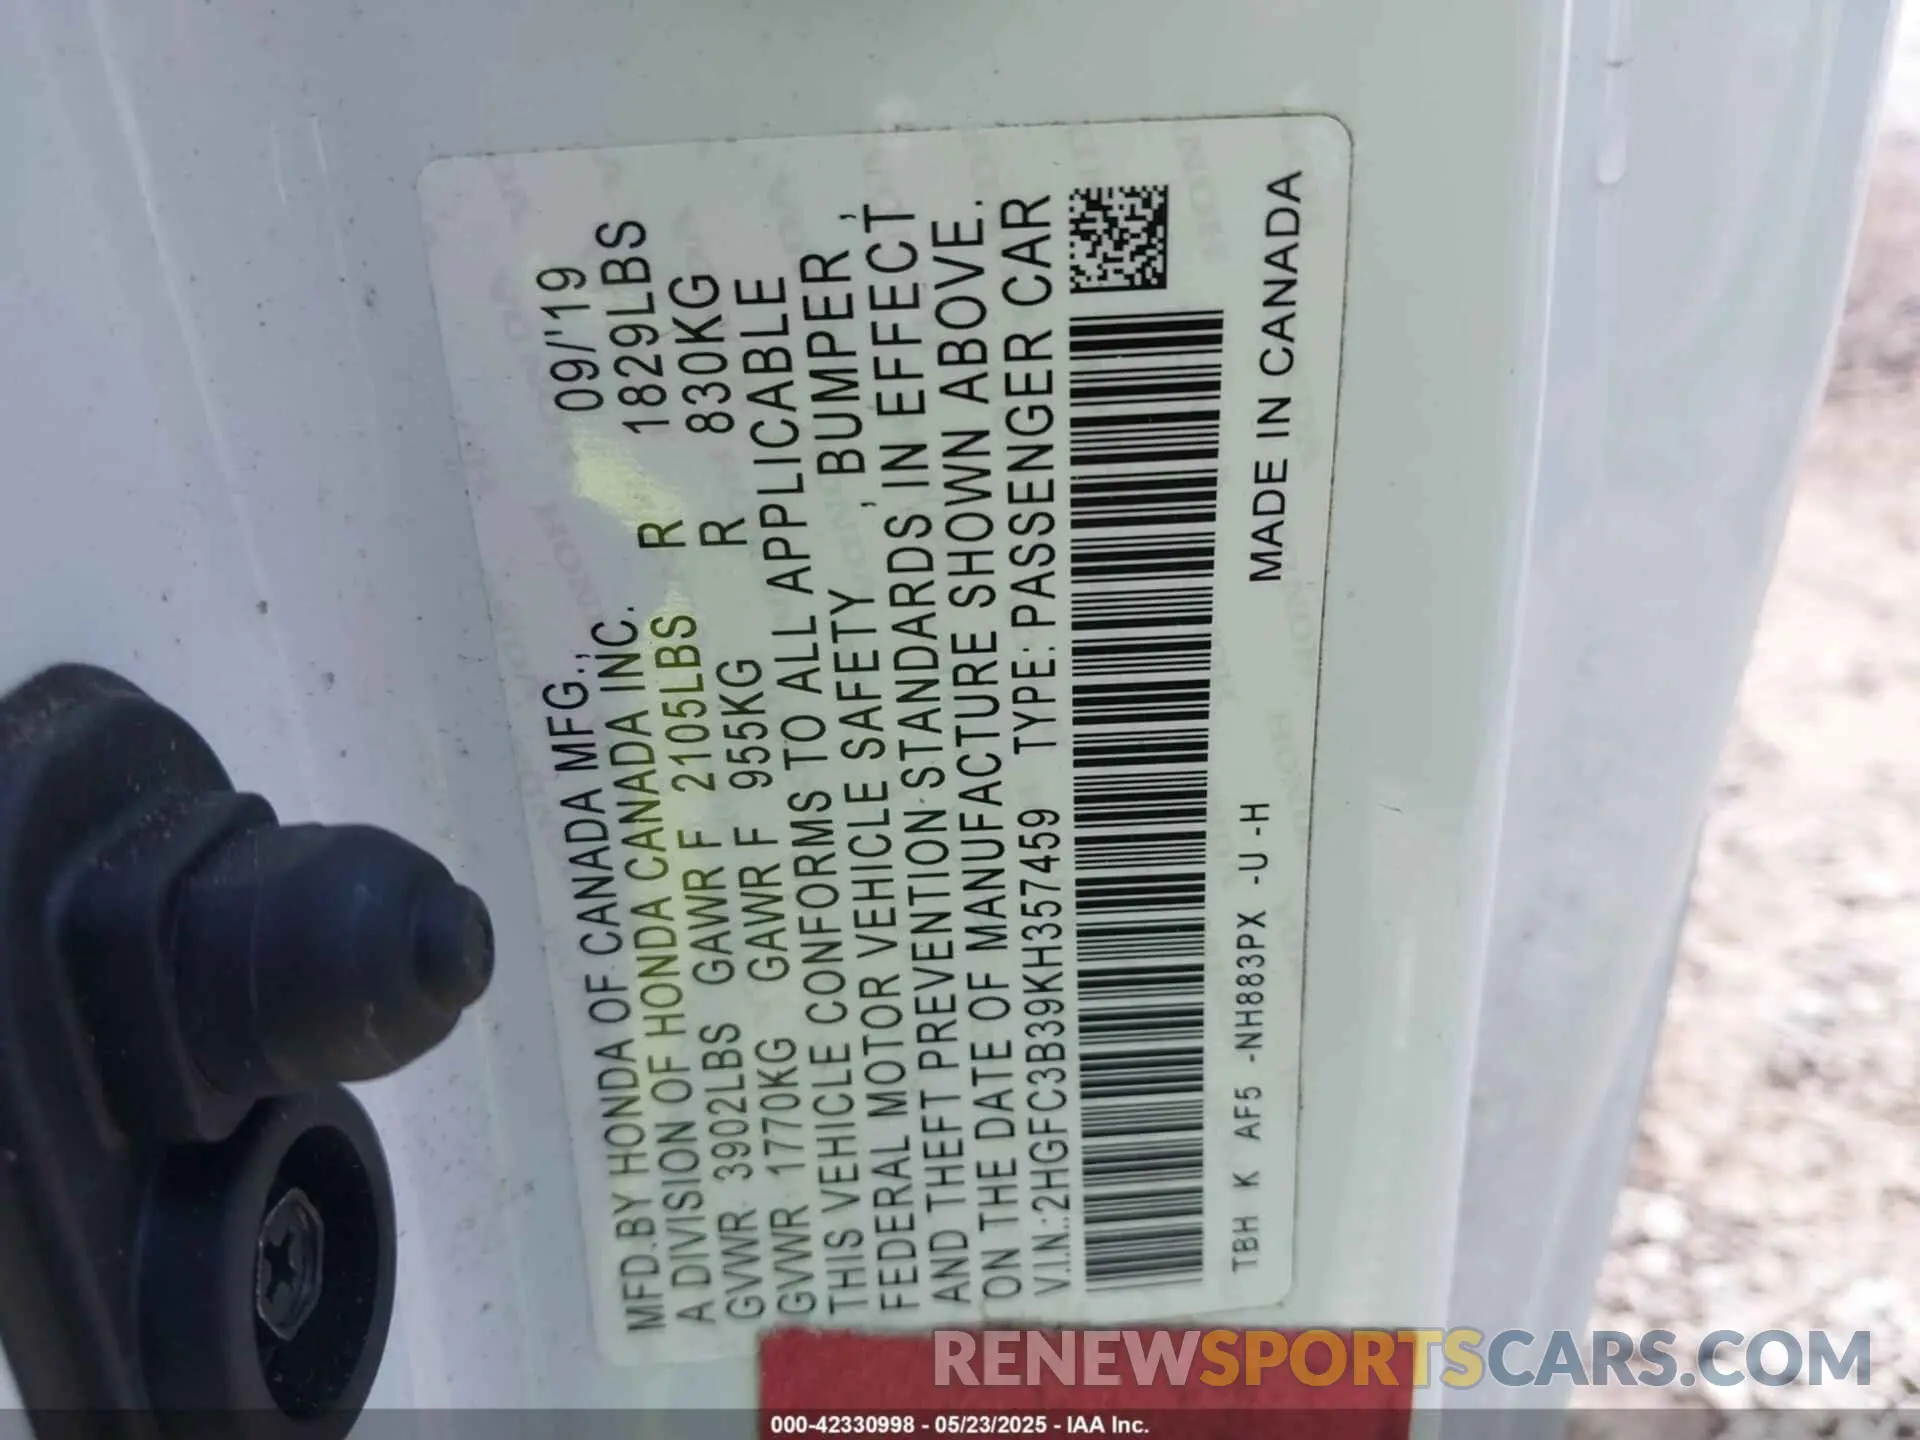 MFD.BY HONDA OF CANADA MFG., 09/'19
A DIVISION OF HONDA CANADA INC.
GVWR 3902LBS GAWR F 2105LBS R 1829LBS
GVWR 1770KG GAWR F 955KG R 830KG
THIS VEHICLE CONFORMS TO ALL APPLICABLE
FEDERAL MOTOR VEHICLE SAFETY , BUMPER ,
AND THEFT PREVENTION STANDARDS IN EFFECT
ON THE DATE OF MANUFACTURE SHOWN ABOVE.
V.I.N.:2HGFC3B39KH357459 TYPE:PASSENGER CAR
TBH K AF5 -NH883PX -U -H MADE IN CANADA
RENEWSPORTSCARS.COM
000-42330998 - 05/23/2025 - IAA Inc.